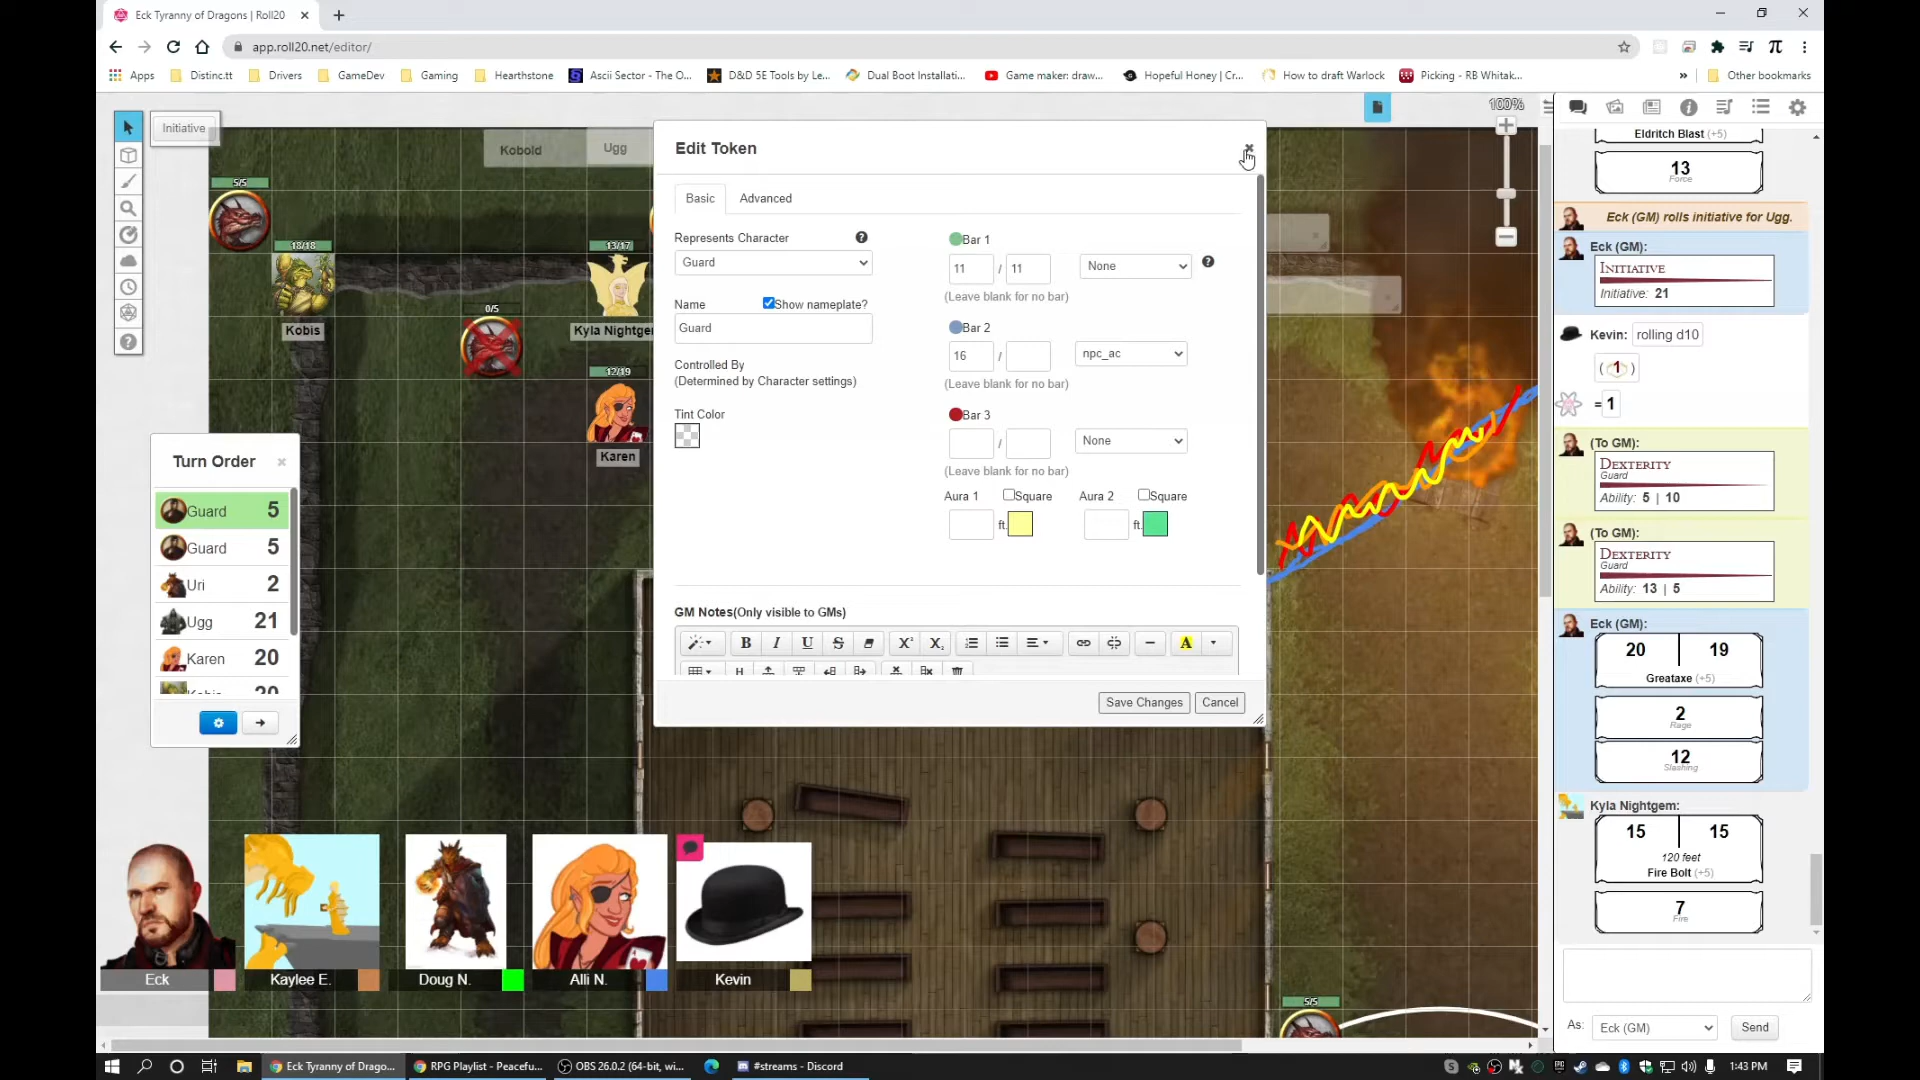 Eck Tyranny of Dragons | Roll20
app.roll20.net/editor/
Apps Distinc.tt Drivers GameDev Gaming Hearthstone Ascii Sector - The O... D&D 5E Tools by Le... Dual Boot Installati... Game maker: draw... Hopeful Honey | Cr... How to draft Warlock Picking - RB Whitak... » Other bookmarks
Initiative
Kobold Ugg
100%
5/5
18/18
Kobis
0/5
13/17
Kyla Nightger
12/19
Karen
Turn Order
Guard 5
Guard 5
Uri 2
Ugg 21
Karen 20
Edit Token
Basic Advanced
Represents Character
Guard
Name Show nameplate?
Guard
Controlled By
(Determined by Character settings)
Tint Color
Bar 1
11 / 11 None
(Leave blank for no bar)
Bar 2
16 / npc_ac
(Leave blank for no bar)
Bar 3
/ None
(Leave blank for no bar)
Aura 1 Square Aura 2 Square
ft. ft.
GM Notes(Only visible to GMs)
B I U S X² X₂ A
H
Save Changes Cancel
Eldritch Blast (+5)
13
Force
Eck (GM) rolls initiative for Ugg.
Eck (GM):
INITIATIVE
Initiative: 21
Kevin: rolling d10
(1)
= 1
(To GM):
DEXTERITY
Guard
Ability: 5 | 10
(To GM):
DEXTERITY
Guard
Ability: 13 | 5
Eck (GM):
20 19
Greataxe (+5)
2
Rage
12
Slashing
Kyla Nightgem:
15 15
120 feet
Fire Bolt (+5)
7
Fire
As: Eck (GM) Send
5/5
Eck Kaylee E. Doug N. Alli N. Kevin
Eck Tyranny of Drago... RPG Playlist - Peacefu... OBS 26.0.2 (64-bit, wi... #streams - Discord 1:43 PM